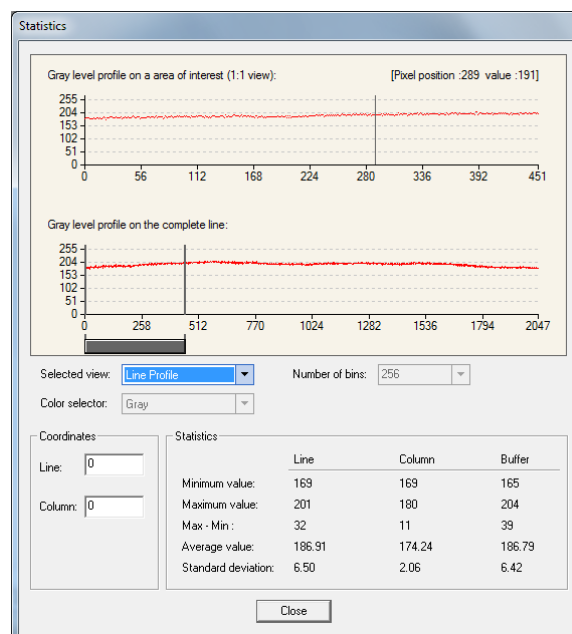 Statistics
Gray level profile on a area of interest (1:1 view): [Pixel position :289 value :191]
255
204
153
102
51
0
0 56 112 168 224 280 336 392 451
Gray level profile on the complete line:
255
204
153
102
51
0
0 258 512 770 1024 1282 1536 1794 2047
Selected view: Line Profile Number of bins: 256
Color selector: Gray
Coordinates
Line: 0
Column: 0
Statistics
Line Column Buffer
Minimum value: 169 169 165
Maximum value: 201 180 204
Max - Min : 32 11 39
Average value: 186.91 174.24 186.79
Standard deviation: 6.50 2.06 6.42
Close